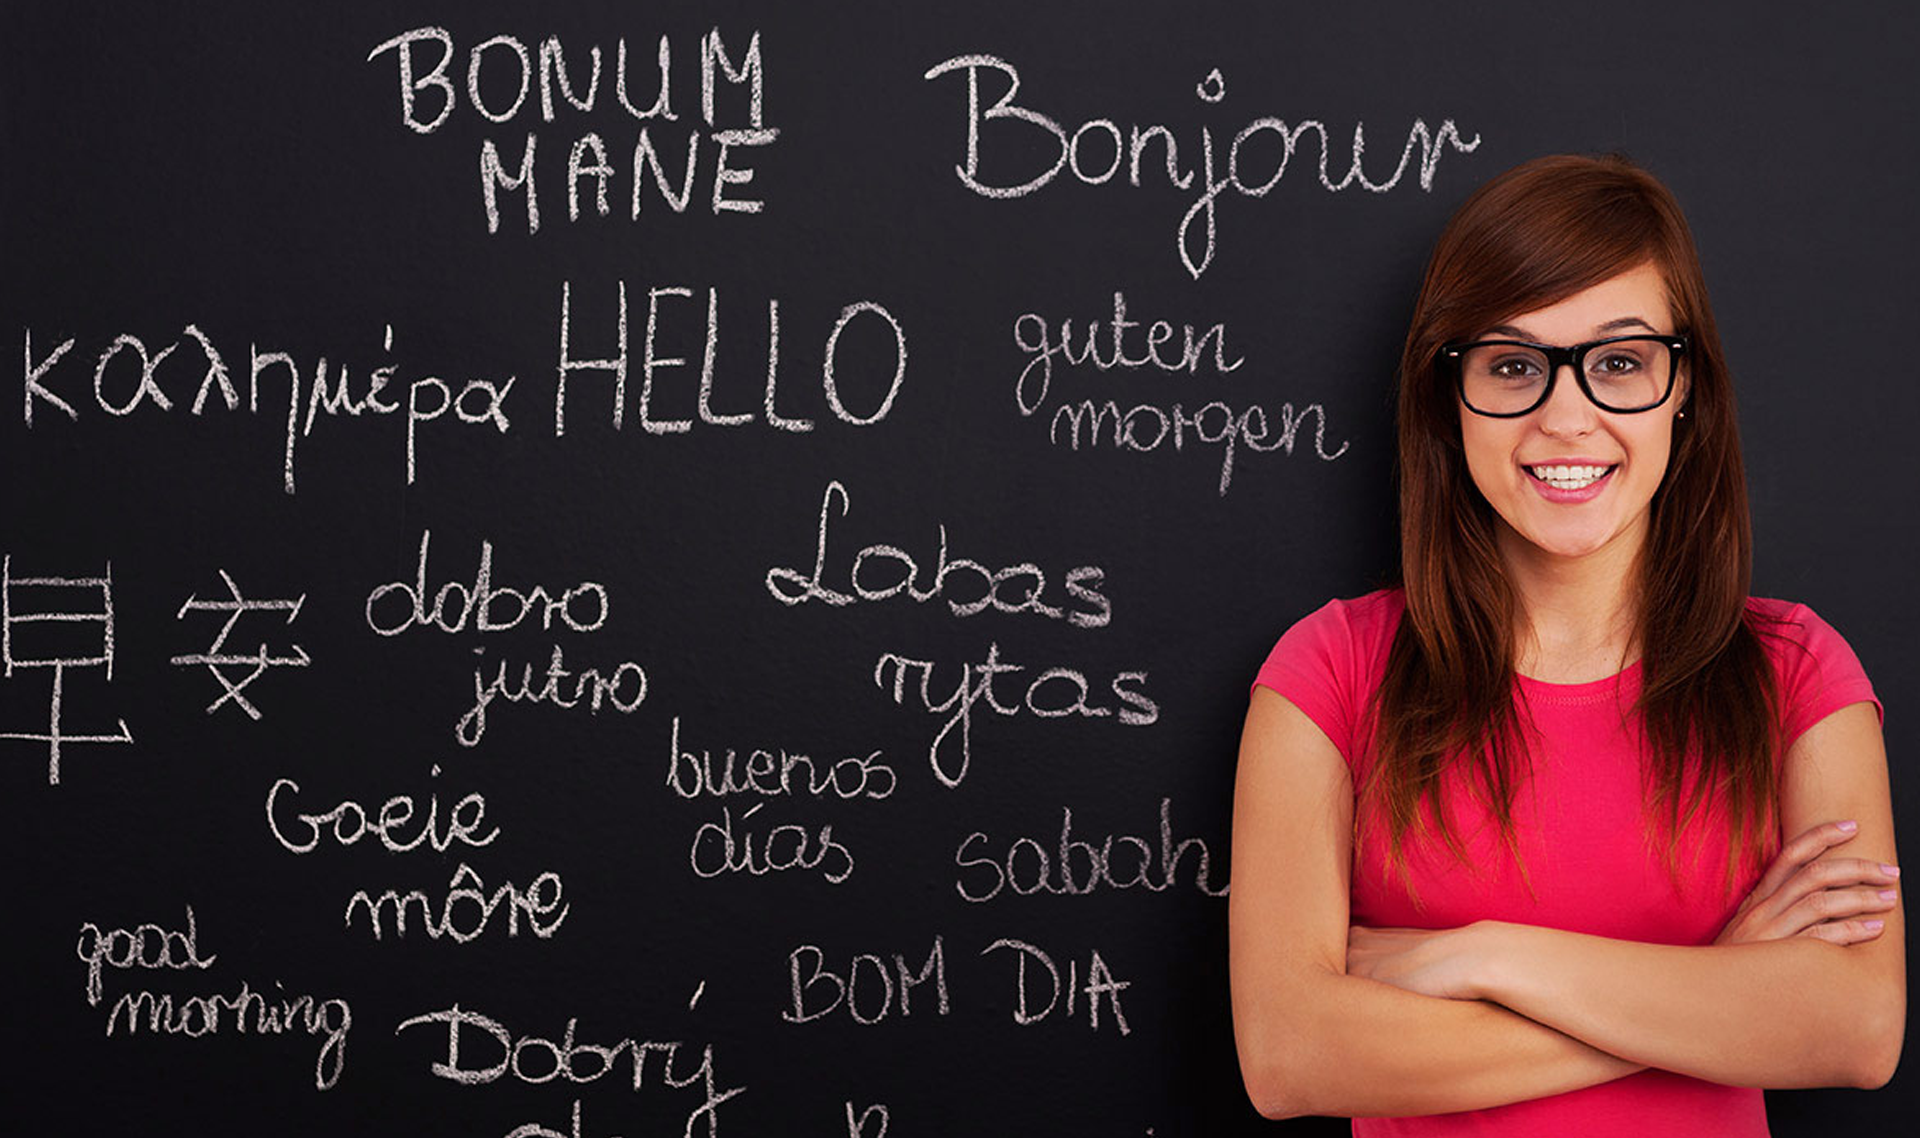 BONUM
MANE
Bonjour
καλημέρα
HELLO
guten
morgen
早安
dobro
jutro
Labas
rytas
buenos
días
Goeie
môre
sabah
good
morning
BOM DIA
Dobrý